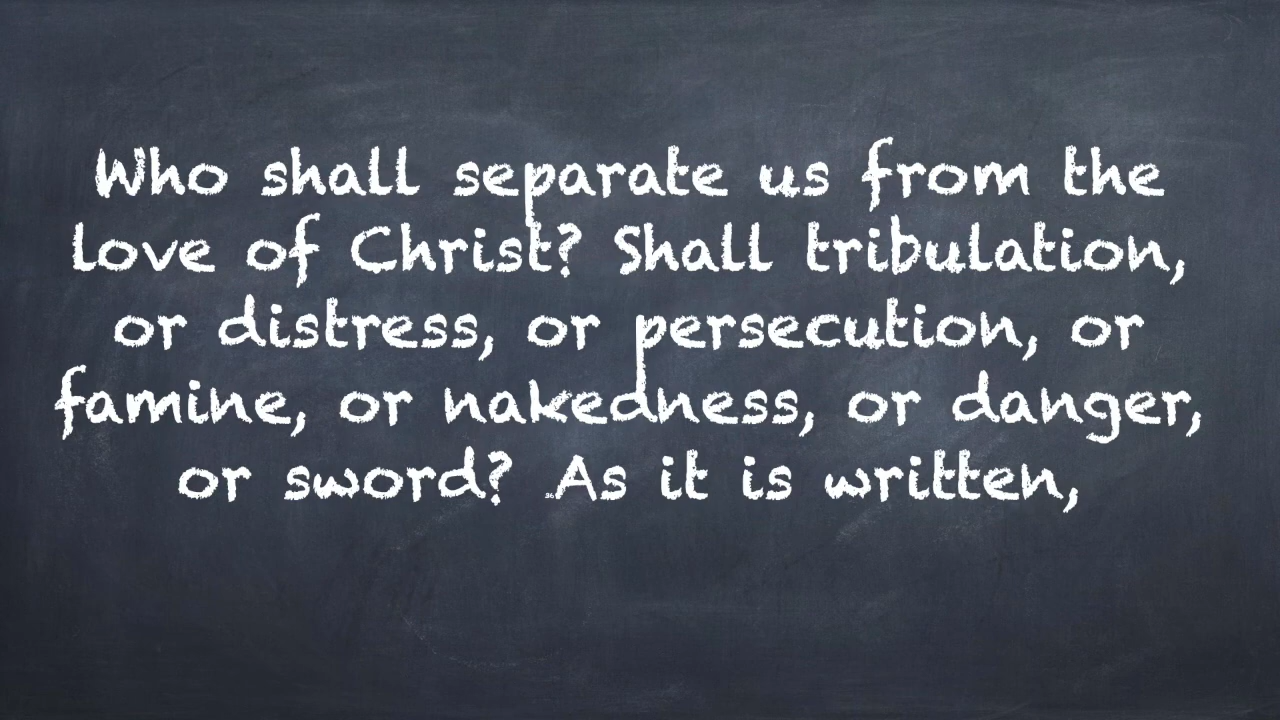 Who shall separate us from the
love of Christ? Shall tribulation,
or distress, or persecution, or
famine, or nakedness, or danger,
or sword? 36 As it is written,